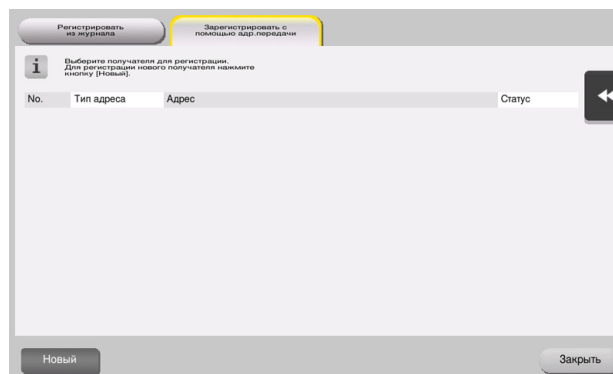 Регистрировать
из журнала
Зарегистрировать с
помощью адр.передачи
Выберите получателя для регистрации.
Для регистрации нового получателя нажмите
кнопку [Новый].
No. Тип адреса Адрес Статус
Новый Закрыть